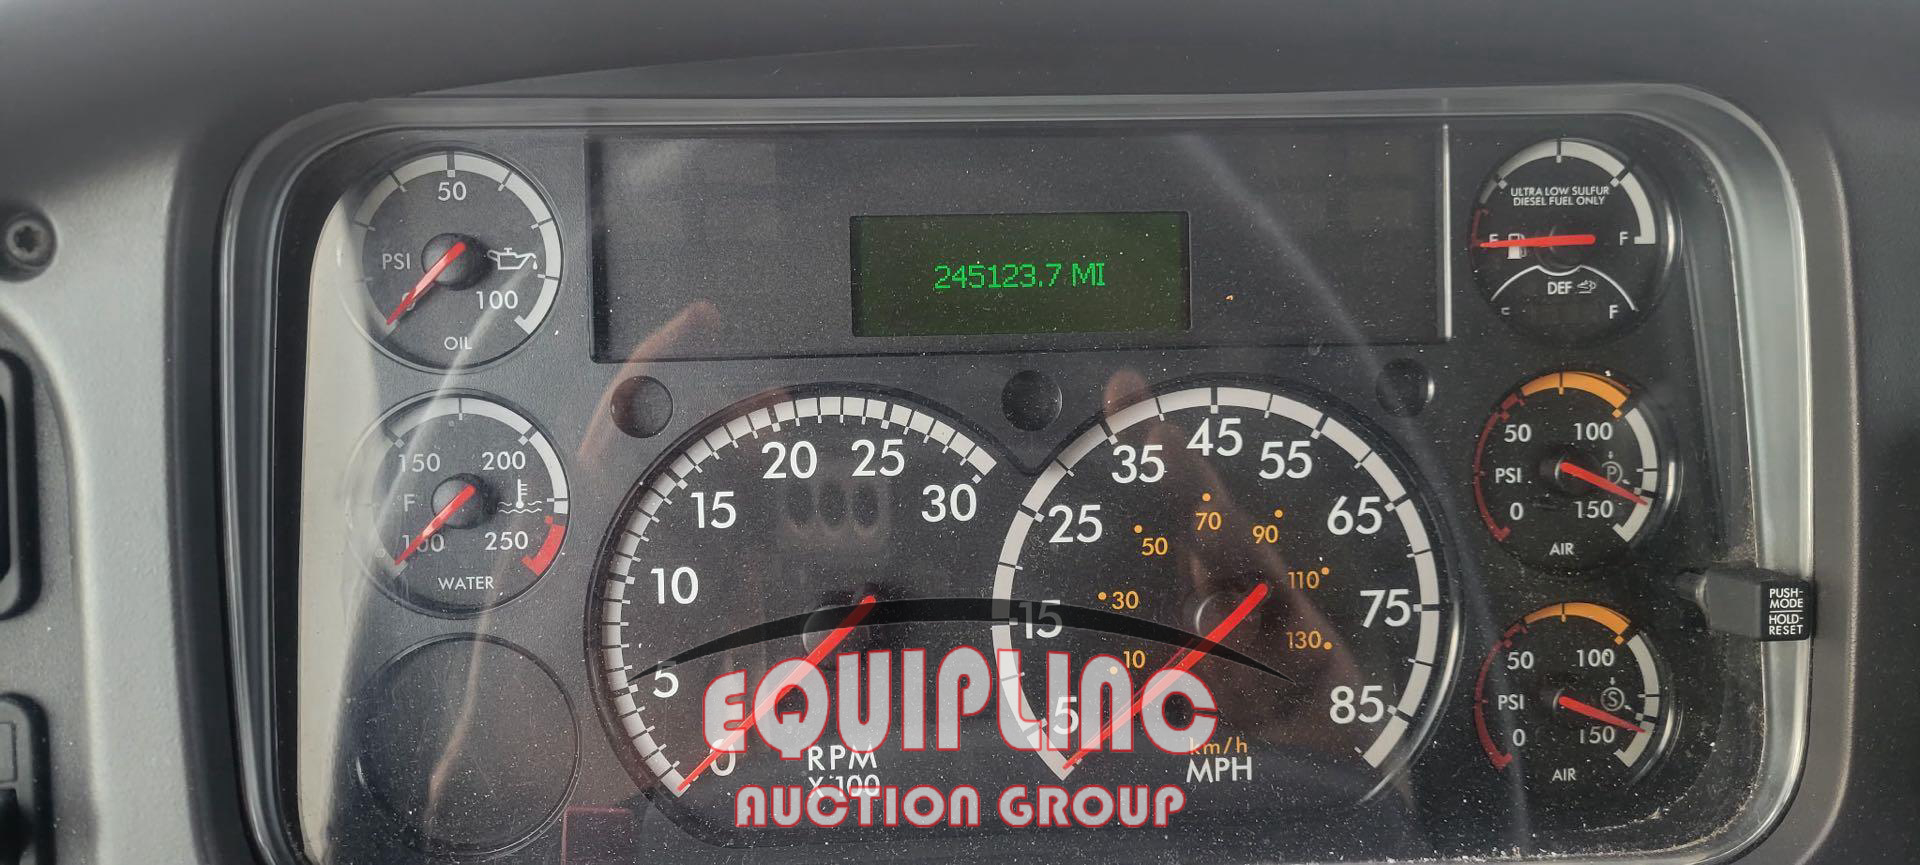 50
PSI
0
100
OIL
245123.7 MI
ULTRA LOW SULFUR
DIESEL FUEL ONLY
E
F
DEF
F
150
200
°F
100
250
WATER
0
5
10
15
20
25
30
RPM
X 100
5
15
25
35
45
55
65
75
85
10
30
50
70
90
110
130
km/h
MPH
50
100
PSI
P
0
150
AIR
50
100
PSI
S
0
150
AIR
PUSH-
MODE
HOLD-
RESET
EQUIPLINC
AUCTION GROUP